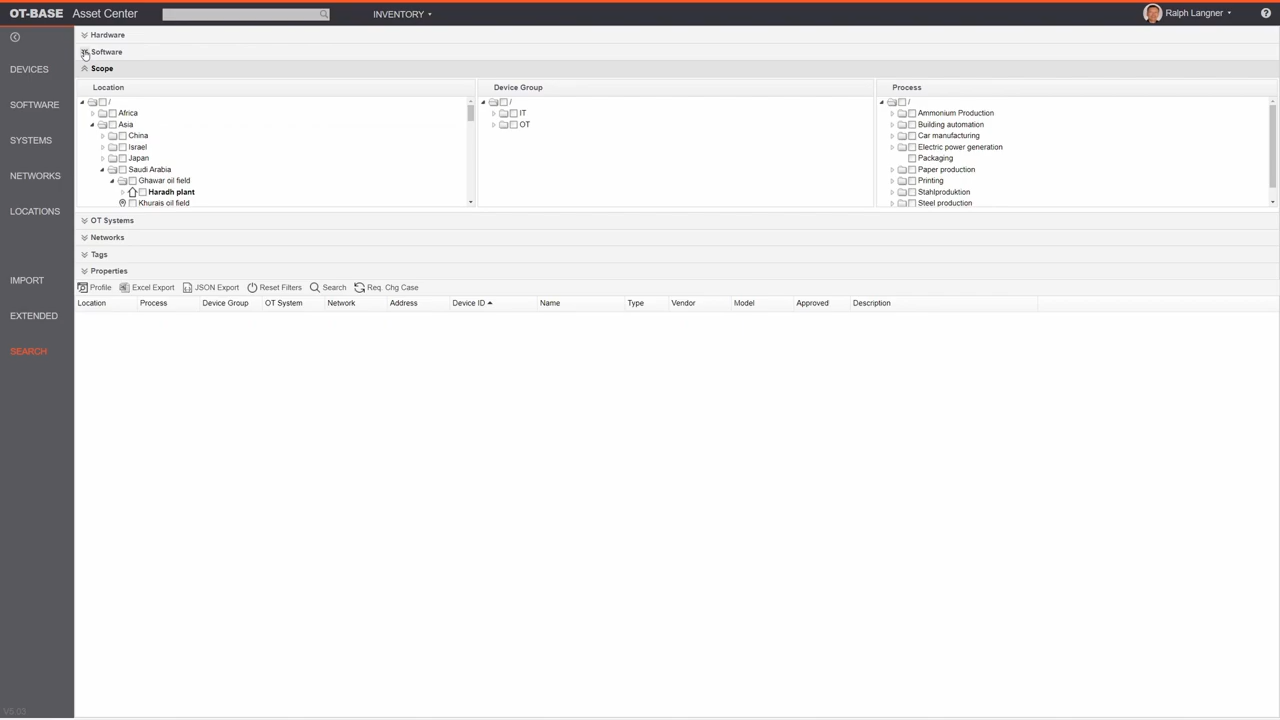 OT-BASE Asset Center INVENTORY Ralph Langner ?
Hardware
Software
DEVICES
Scope
Location Device Group Process
/ / /
Africa IT Ammonium Production
SOFTWARE
Asia OT Building automation
China Car manufacturing
SYSTEMS
Israel Electric power generation
Japan Packaging
Saudi Arabia Paper production
NETWORKS
Ghawar oil field Printing
Haradh plant Stahlproduktion
Khurais oil field Steel production
LOCATIONS
OT Systems
Networks
Tags
Properties
IMPORT
Profile Excel Export JSON Export Reset Filters Search Req. Chg Case
Location Process Device Group OT System Network Address Device ID Name Type Vendor Model Approved Description
EXTENDED
SEARCH
V5.03